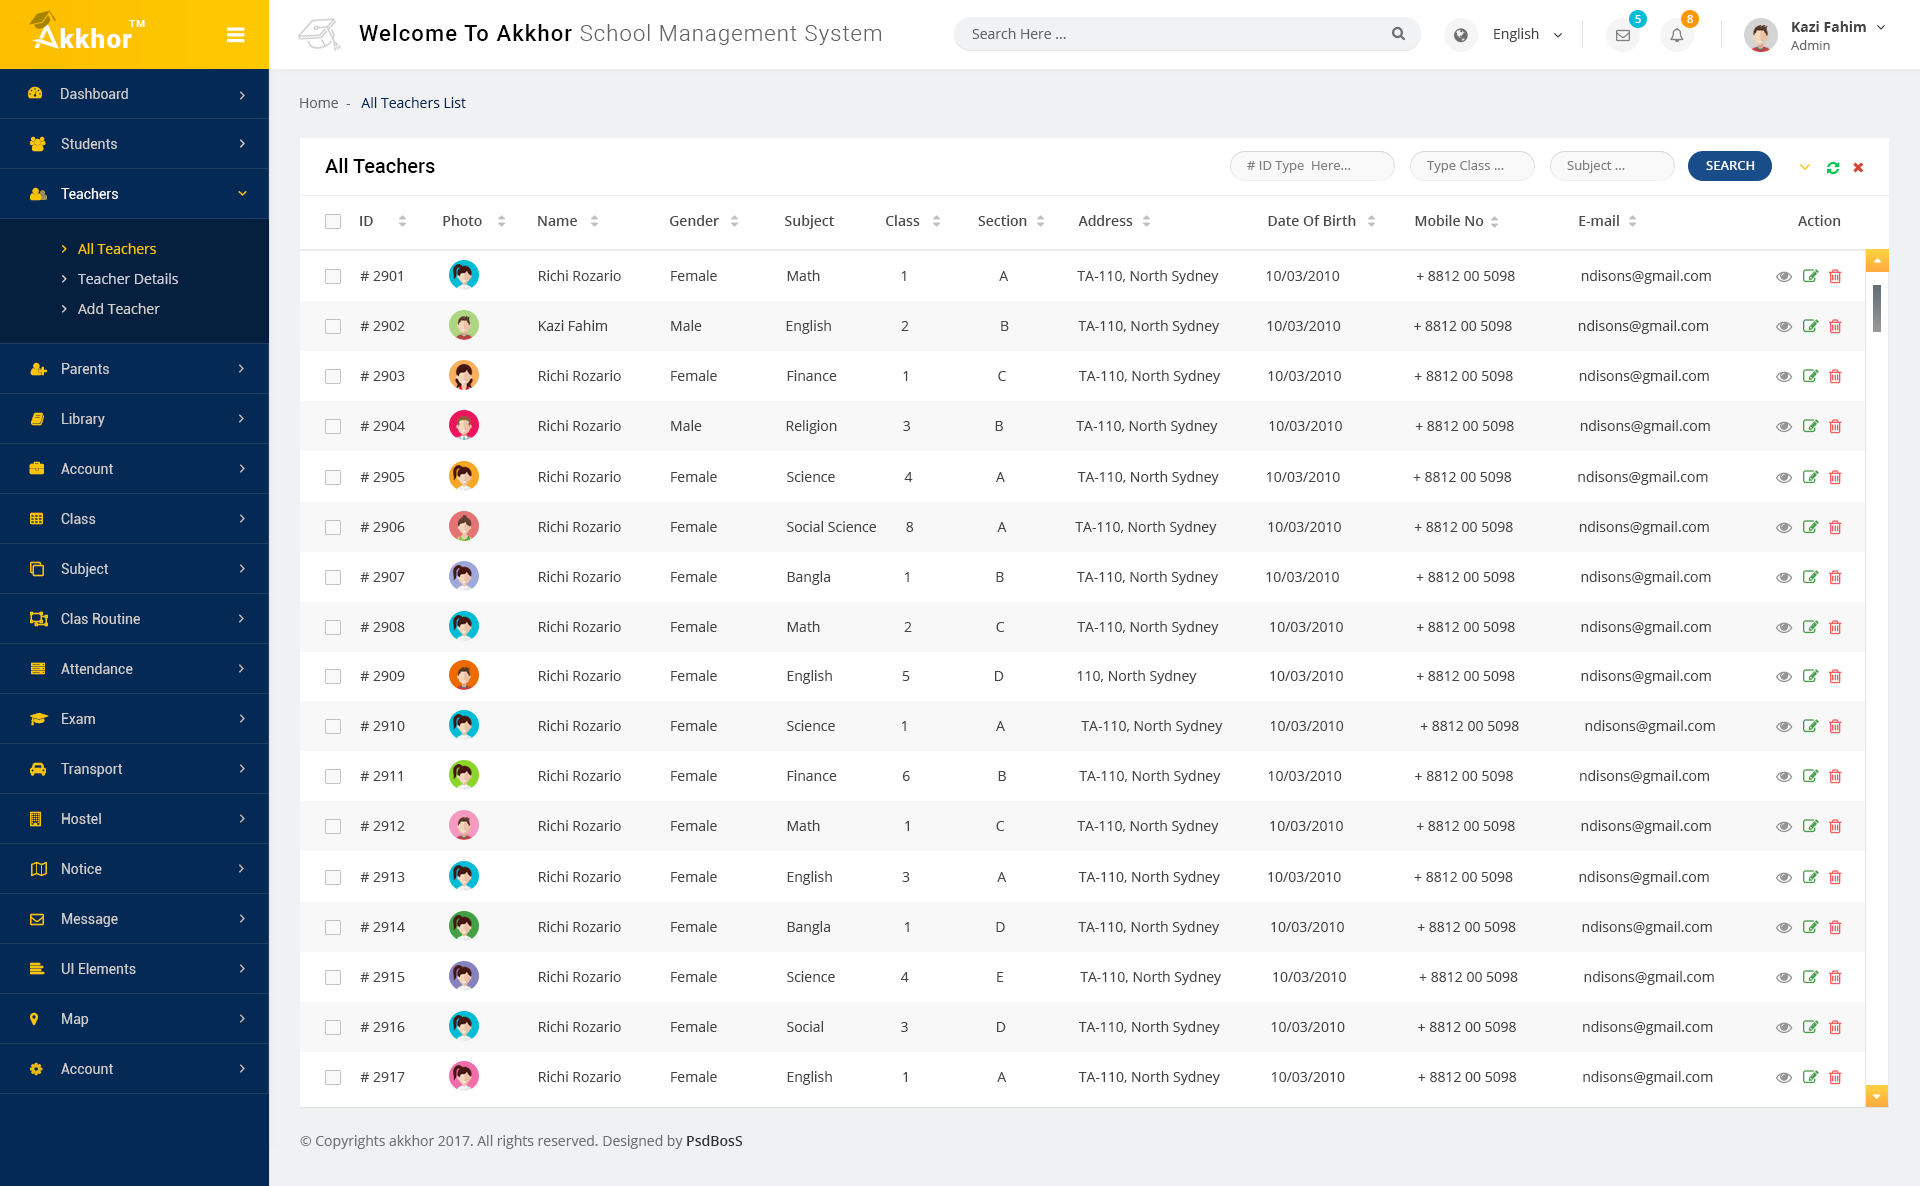 Akkhor TM
Welcome To Akkhor School Management System
Search Here ...
English
5
8
Kazi Fahim
Admin
Dashboard
Students
Teachers
All Teachers
Teacher Details
Add Teacher
Parents
Library
Account
Class
Subject
Clas Routine
Attendance
Exam
Transport
Hostel
Notice
Message
UI Elements
Map
Account
Home - All Teachers List
All Teachers
# ID Type Here...
Type Class ...
Subject ...
SEARCH
ID Photo Name Gender Subject Class Section Address Date Of Birth Mobile No E-mail Action
# 2901 Richi Rozario Female Math 1 A TA-110, North Sydney 10/03/2010 + 8812 00 5098 ndisons@gmail.com
# 2902 Kazi Fahim Male English 2 B TA-110, North Sydney 10/03/2010 + 8812 00 5098 ndisons@gmail.com
# 2903 Richi Rozario Female Finance 1 C TA-110, North Sydney 10/03/2010 + 8812 00 5098 ndisons@gmail.com
# 2904 Richi Rozario Male Religion 3 B TA-110, North Sydney 10/03/2010 + 8812 00 5098 ndisons@gmail.com
# 2905 Richi Rozario Female Science 4 A TA-110, North Sydney 10/03/2010 + 8812 00 5098 ndisons@gmail.com
# 2906 Richi Rozario Female Social Science 8 A TA-110, North Sydney 10/03/2010 + 8812 00 5098 ndisons@gmail.com
# 2907 Richi Rozario Female Bangla 1 B TA-110, North Sydney 10/03/2010 + 8812 00 5098 ndisons@gmail.com
# 2908 Richi Rozario Female Math 2 C TA-110, North Sydney 10/03/2010 + 8812 00 5098 ndisons@gmail.com
# 2909 Richi Rozario Female English 5 D 110, North Sydney 10/03/2010 + 8812 00 5098 ndisons@gmail.com
# 2910 Richi Rozario Female Science 1 A TA-110, North Sydney 10/03/2010 + 8812 00 5098 ndisons@gmail.com
# 2911 Richi Rozario Female Finance 6 B TA-110, North Sydney 10/03/2010 + 8812 00 5098 ndisons@gmail.com
# 2912 Richi Rozario Female Math 1 C TA-110, North Sydney 10/03/2010 + 8812 00 5098 ndisons@gmail.com
# 2913 Richi Rozario Female English 3 A TA-110, North Sydney 10/03/2010 + 8812 00 5098 ndisons@gmail.com
# 2914 Richi Rozario Female Bangla 1 D TA-110, North Sydney 10/03/2010 + 8812 00 5098 ndisons@gmail.com
# 2915 Richi Rozario Female Science 4 E TA-110, North Sydney 10/03/2010 + 8812 00 5098 ndisons@gmail.com
# 2916 Richi Rozario Female Social 3 D TA-110, North Sydney 10/03/2010 + 8812 00 5098 ndisons@gmail.com
# 2917 Richi Rozario Female English 1 A TA-110, North Sydney 10/03/2010 + 8812 00 5098 ndisons@gmail.com
© Copyrights akkhor 2017. All rights reserved. Designed by PsdBosS